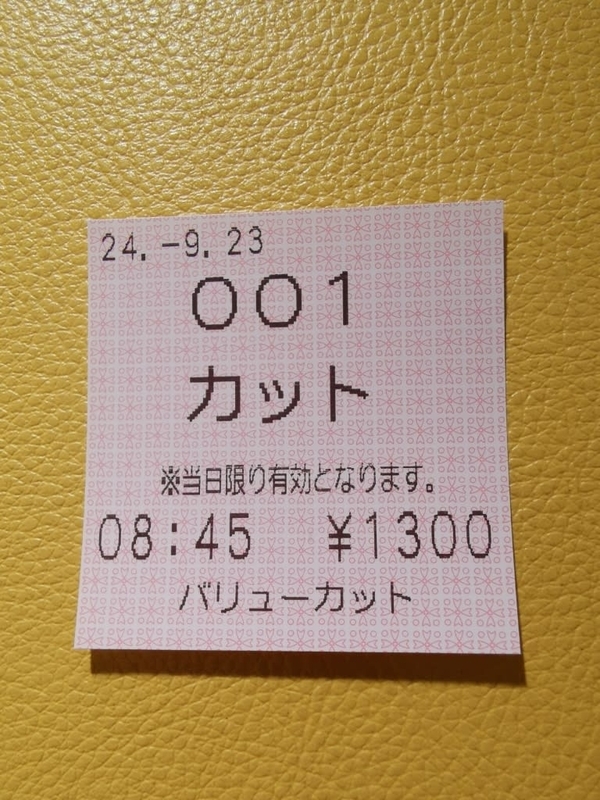 24.-9.23
001
カット
※当日限り有効となります。
08:45 ¥1300
バリューカット